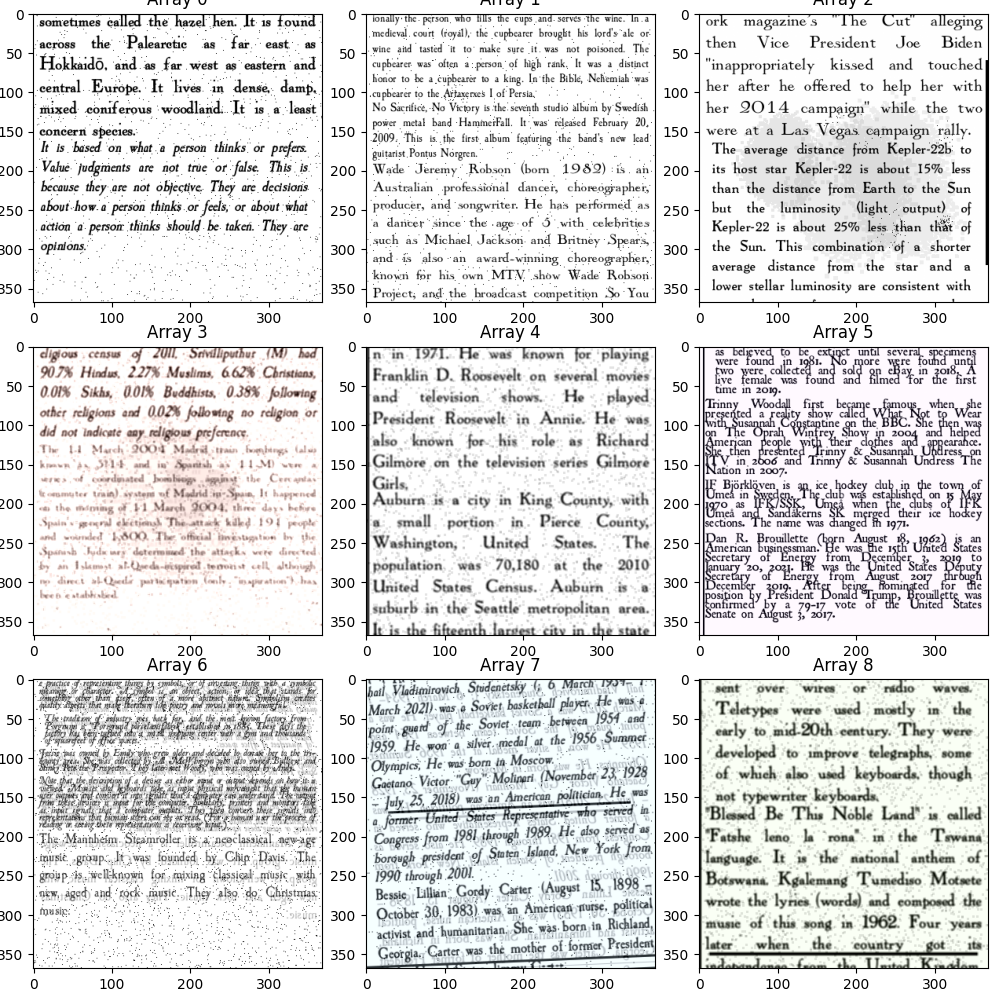 Array 0
sometimes called the hazel hen. It is found
across the Palearctic as far east as
Hokkaidō, and as far west as eastern and
central Europe. It lives in dense, damp,
mixed coniferous woodland. It is a least
concern species.
It is based on what a person thinks or prefers.
Value judgments are not true or false. This is
because they are not objective. They are decisions
about how a person thinks or feels, or about what
action a person thinks should be taken. They are
opinions.
Array 1
ionally the person who fills the cups and serves the wine. In a
medieval court (royal), the cupbearer brought his lord's ale or
wine and tasted it to make sure it was not poisoned. The
cupbearer was often a person of high rank. It was a distinct
honor to be a cupbearer to a king. In the Bible, Nehemiah was
cupbearer to the Artaxerxes I of Persia.
No Sacrifice, No Victory is the seventh studio album by Swedish
power metal band HammerFall. It was released February 20,
2009. This is the first album featuring the band's new lead
guitarist Pontus Norgren.
Wade Jeremy Robson (born 1982) is an
Australian professional dancer, choreographer,
producer, and songwriter. He has performed as
a dancer since the age of 5 with celebrities
such as Michael Jackson and Britney Spears,
and is also an award-winning choreographer,
known for his own MTV show Wade Robson
Project, and the broadcast competition So You
Array 2
ork magazine's "The Cut" alleging
then Vice President Joe Biden
"inappropriately kissed and touched
her after he offered to help her with
her 2014 campaign" while the two
were at a Las Vegas campaign rally.
The average distance from Kepler-22b to
its host star Kepler-22 is about 15% less
than the distance from Earth to the Sun
but the luminosity (light output) of
Kepler-22 is about 25% less than that of
the Sun. This combination of a shorter
average distance from the star and a
lower stellar luminosity are consistent with
Array 3
eligious census of 2011, Srivilliputhur (M) had
90.7% Hindus, 2.27% Muslims, 6.62% Christians,
0.01% Sikhs, 0.01% Buddhists, 0.38% following
other religions and 0.02% following no religion or
did not indicate any religious preference.
The 11 March 2004 Madrid train bombings (also
known as 3/11 and in Spanish as 11-M) were a
series of coordinated bombings against the Cercanías
(commuter train) system of Madrid in Spain. It happened
on the morning of 11 March 2004, three days before
Spain's general elections. The attack killed 191 people
and wounded 1,800. The official investigation by the
Spanish Judiciary determined the attacks were directed
by an Islamist al-Qaeda-inspired terrorist cell, although
no direct al-Qaeda participation (only "inspiration") has
been established.
Array 4
n in 1971. He was known for playing
Franklin D. Roosevelt on several movies
and television shows. He played
President Roosevelt in Annie. He was
also known for his role as Richard
Gilmore on the television series Gilmore
Girls.
Auburn is a city in King County, with
a small portion in Pierce County,
Washington, United States. The
population was 70,180 at the 2010
United States Census. Auburn is a
suburb in the Seattle metropolitan area.
It is the fifteenth largest city in the state
Array 5
as believed to be extinct until several specimens
were found in 1981. No more were found until
two were collected and sold on eBay in 2018. A
live female was found and filmed for the first
time in 2019.
Trinny Woodall first became famous when she
presented a reality show called What Not to Wear
with Susannah Constantine on the BBC. She then was
on The Oprah Winfrey Show in 2004 and helped
American people with their clothes and appearance.
She then presented Trinny & Susannah Undress on
ITV in 2006 and Trinny & Susannah Undress The
Nation in 2007.
IF Björklöven is an ice hockey club in the town of
Umeå in Sweden. The club was established on 15 May
1970 as IFK/SSK, Umeå when the clubs of IFK
Umeå and Sandåkerns SK merged their ice hockey
sections. The name was changed in 1971.
Dan R. Brouillette (born August 18, 1962) is an
American businessman. He was the 15th United States
Secretary of Energy from December 3, 2019 to
January 20, 2021. He was the United States Deputy
Secretary of Energy from August 2017 through
December 2019. After being nominated for the
position by President Donald Trump, Brouillette was
confirmed by a 79-17 vote of the United States
Senate on August 3, 2017.
Array 6
a practice of representing things by symbols, or of investing things with a symbolic
meaning or character. A symbol is an object, action, or idea that stands for
something other than itself, often of a more abstract nature. Symbolism creates
quality aspects that make literature like poetry and novels more meaningful.
The Mannheim Steamroller is a neoclassical new-age
music group. It was founded by Chip Davis. The
group is well-known for mixing classical music with
new aged and rock music. They also do Christmas
music.
Array 7
hail Vladimirovich Studenetsky (; 6 March 1934 – 1
March 2021) was a Soviet basketball player. He was a
point guard of the Soviet team between 1954 and
1959. He won a silver medal at the 1956 Summer
Olympics. He was born in Moscow.
Gaetano Victor "Guy" Molinari (November 23, 1928
July 25, 2018) was an American politician. He was
a former United States Representative who served
Congress from 1981 through 1989. He also served as
borough president of Staten Island, New York from
1990 through 2001.
Bessie Lillian Gordy Carter (August 15, 1898 –
October 30, 1983) was an American nurse, political
activist and humanitarian. She was born in Richland,
Georgia. Carter was the mother of former President
Array 8
sent over wires or radio waves.
Teletypes were used mostly in the
early to mid-20th century. They were
developed to improve telegraphs, some
of which also used keyboards, though
not typewriter keyboards.
"Blessed Be This Noble Land" is called
"Fatshe leno la rona" in the Tswana
language. It is the national anthem of
Botswana. Kgalemang Tumediso Motsete
wrote the lyrics (words) and composed the
music of this song in 1962. Four years
later when the country got its
independence from the United Kingdom